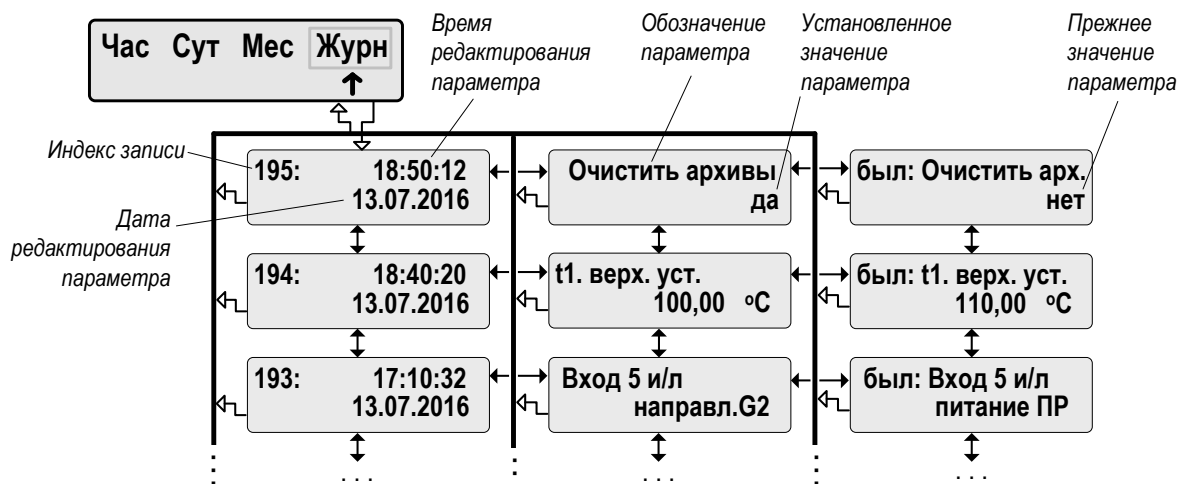 Час Сут Мес Журн
Время
редактирования
параметра
Обозначение
параметра
Установленное
значение
параметра
Прежнее
значение
параметра
Индекс записи
195: 18:50:12
13.07.2016
Очистить архивы
да
был: Очистить арх.
нет
Дата
редактирования
параметра
194: 18:40:20
13.07.2016
t1. верх. уст.
100,00 ºC
был: t1. верх. уст.
110,00 ºC
193: 17:10:32
13.07.2016
Вход 5 и/л
направл.G2
был: Вход 5 и/л
питание ПР
. . . . . . . . .